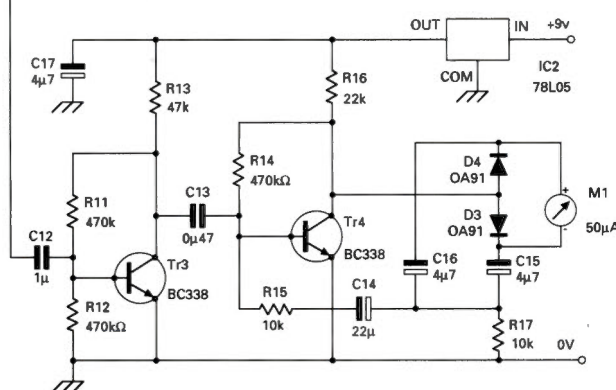 OUT
IN
+9v
COM
IC2
78L05
C17
4µ7
R13
47k
R16
22k
R11
470k
R14
470kΩ
C13
0µ47
D4
OA91
D3
OA91
M1
+
-
50µA
C12
1µ
Tr3
BC338
Tr4
BC338
C16
4µ7
C15
4µ7
R12
470kΩ
R15
10k
C14
22µ
R17
10k
0V